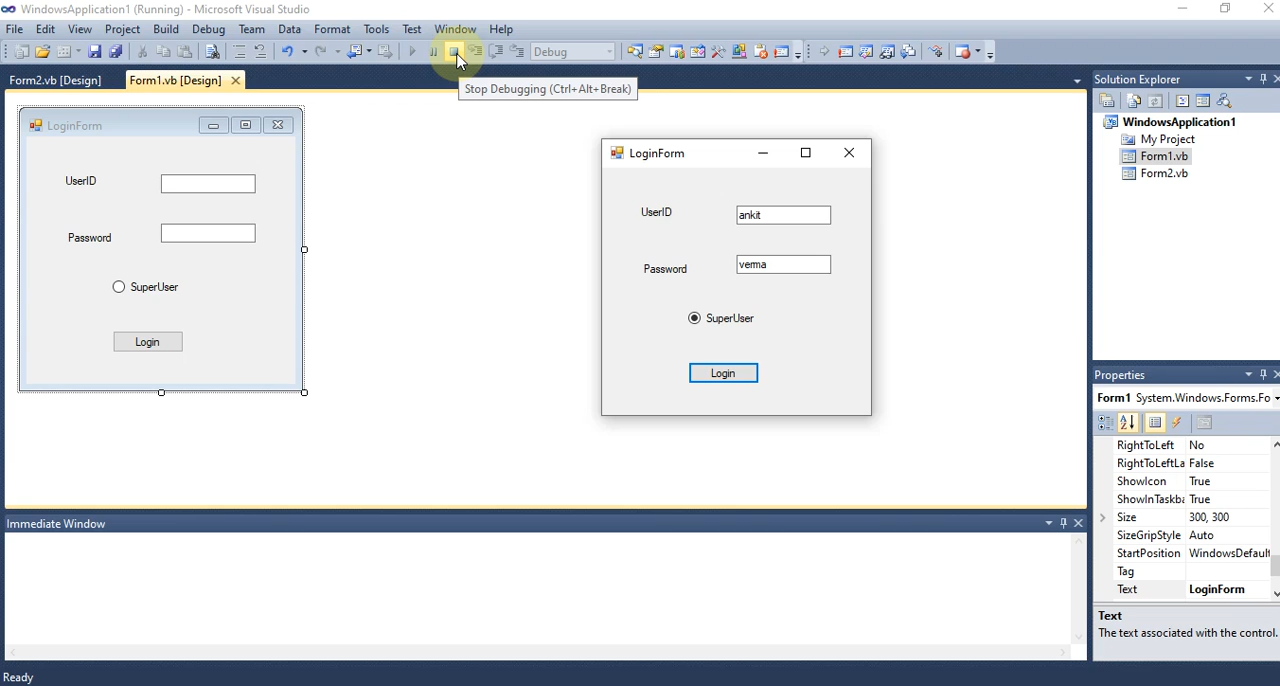 WindowsApplication1 (Running) - Microsoft Visual Studio
File Edit View Project Build Debug Team Data Format Tools Test Window Help
Debug
Stop Debugging (Ctrl+Alt+Break)
Form2.vb [Design] Form1.vb [Design]
LoginForm
UserID
Password
SuperUser
Login
LoginForm
UserID ankit
Password verma
SuperUser
Login
Solution Explorer
WindowsApplication1
My Project
Form1.vb
Form2.vb
Properties
Form1 System.Windows.Forms.Fo
RightToLeft No
RightToLeftLa False
ShowIcon True
ShowInTaskba True
Size 300, 300
SizeGripStyle Auto
StartPosition WindowsDefault
Tag
Text LoginForm
Text
The text associated with the control.
Immediate Window
Ready